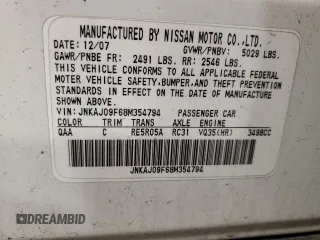 MANUFACTURED BY NISSAN MOTOR CO.,LTD.
DATE: 12/07 GVWR/PNBV: 5029 LBS.
GAWR/PNBE FR: 2491 LBS. RR: 2546 LBS.
THIS VEHICLE CONFORMS TO ALL APPLICABLE FEDERAL
MOTOR VEHICLE SAFETY,BUMPER,AND THEFT PREVENTION
STANDARDS IN EFFECT ON THE DATE OF MANUFACTURE
SHOWN ABOVE.
VIN: JNKAJ09F68M354794 PASSENGER CAR
COLOR TRIM TRANS AXLE ENGINE
QAA C RE5R05A RC31 VQ35(HR) 3498CC
JNKAJ09F68M354794
DREAMBID